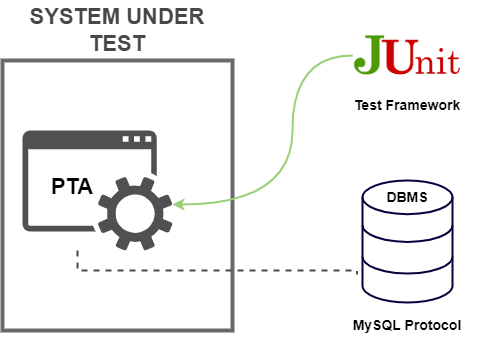 SYSTEM UNDER
TEST
JUnit
Test Framework
PTA
DBMS
MySQL Protocol